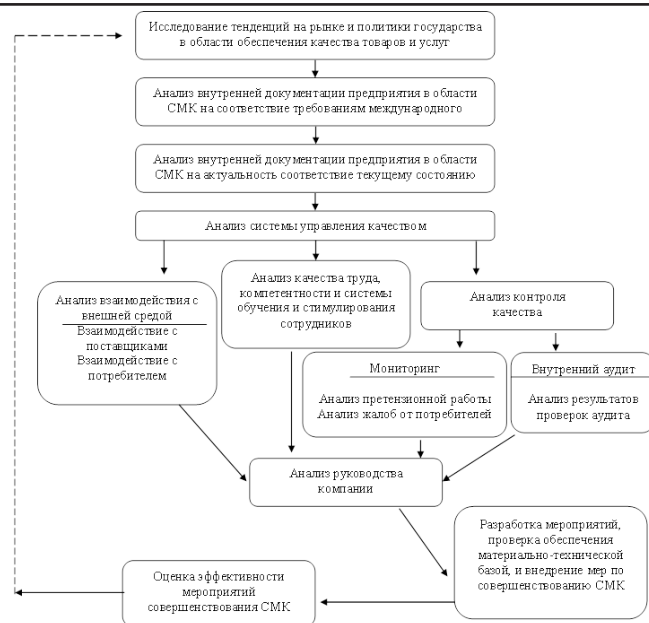 Исследование тенденций на рынке и политики государства
в области обеспечения качества товаров и услуг
Анализ внутренней документации предприятия в области
СМК на соответствие требованиям международного
Анализ внутренней документации предприятия в области
СМК на актуальность соответствие текущему состоянию
Анализ системы управления качеством
Анализ взаимодействия с
внешней средой
Взаимодействие с
поставщиками
Взаимодействие с
потребителем
Анализ качества труда,
компетентности и системы
обучения и стимулирования
сотрудников
Анализ контроля
качества
Мониторинг
Анализ претензионной работы
Анализ жалоб от потребителей
Внутренний аудит
Анализ результатов
проверок аудита
Анализ руководства
компании
Разработка мероприятий,
проверка обеспечения
материально-технической
базой, и внедрение мер по
совершенствованию СМК
Оценка эффективности
мероприятий
совершенствования СМК